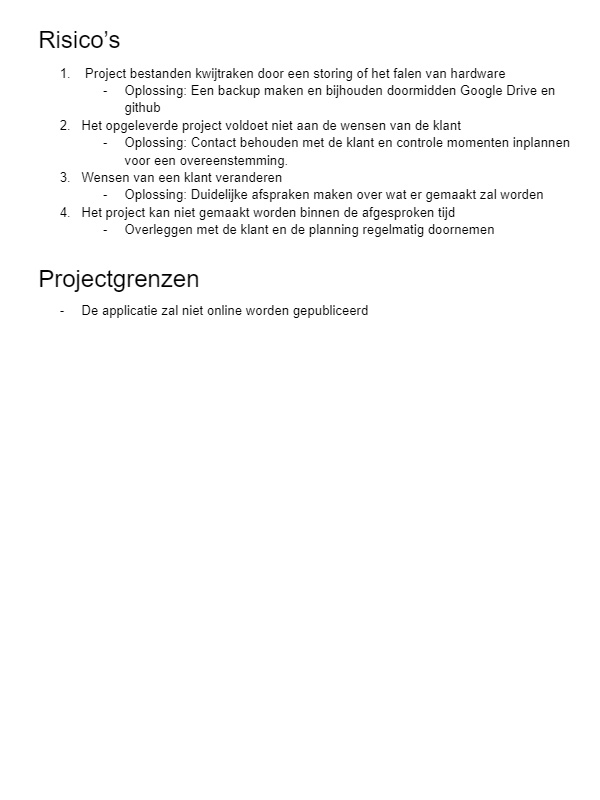 Risico’s
1. Project bestanden kwijtraken door een storing of het falen van hardware
- Oplossing: Een backup maken en bijhouden doormidden Google Drive en
github
2. Het opgeleverde project voldoet niet aan de wensen van de klant
- Oplossing: Contact behouden met de klant en controle momenten inplannen
voor een overeenstemming.
3. Wensen van een klant veranderen
- Oplossing: Duidelijke afspraken maken over wat er gemaakt zal worden
4. Het project kan niet gemaakt worden binnen de afgesproken tijd
- Overleggen met de klant en de planning regelmatig doornemen
Projectgrenzen
- De applicatie zal niet online worden gepubliceerd